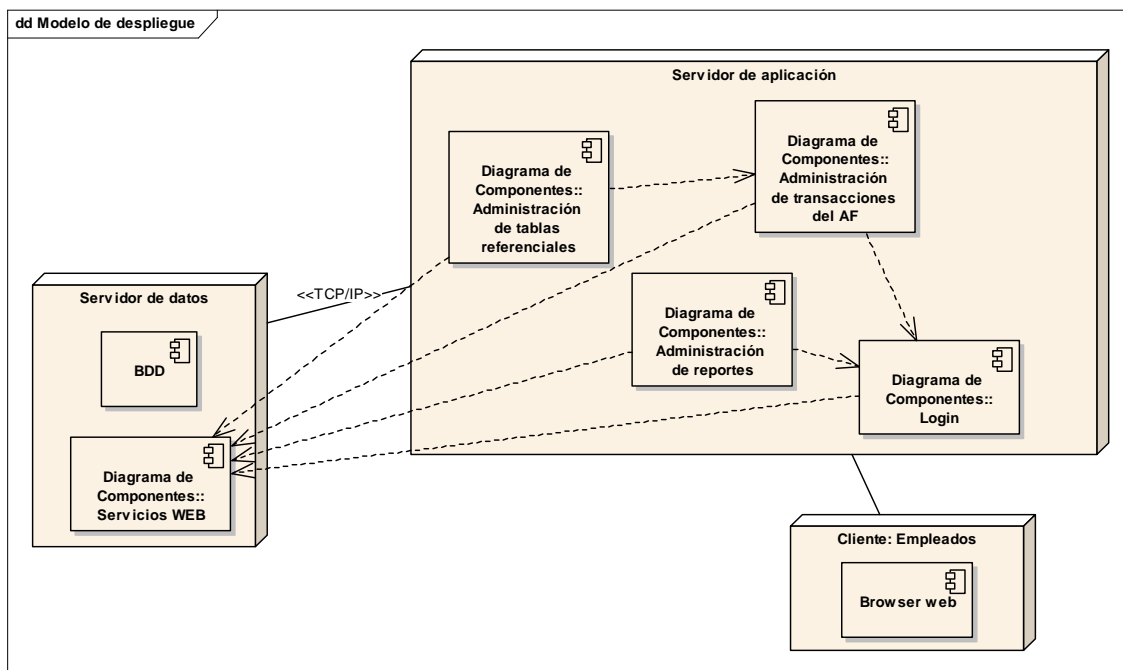 dd Modelo de despliegue
Servidor de aplicación
Diagrama de
Componentes::
Administración
de tablas
referenciales
Diagrama de
Componentes::
Administración
de transacciones
del AF
Servidor de datos
<<TCP/IP>>
BDD
Diagrama de
Componentes::
Administración
de reportes
Diagrama de
Componentes::
Login
Diagrama de
Componentes::
Servicios WEB
Cliente: Empleados
Browser web